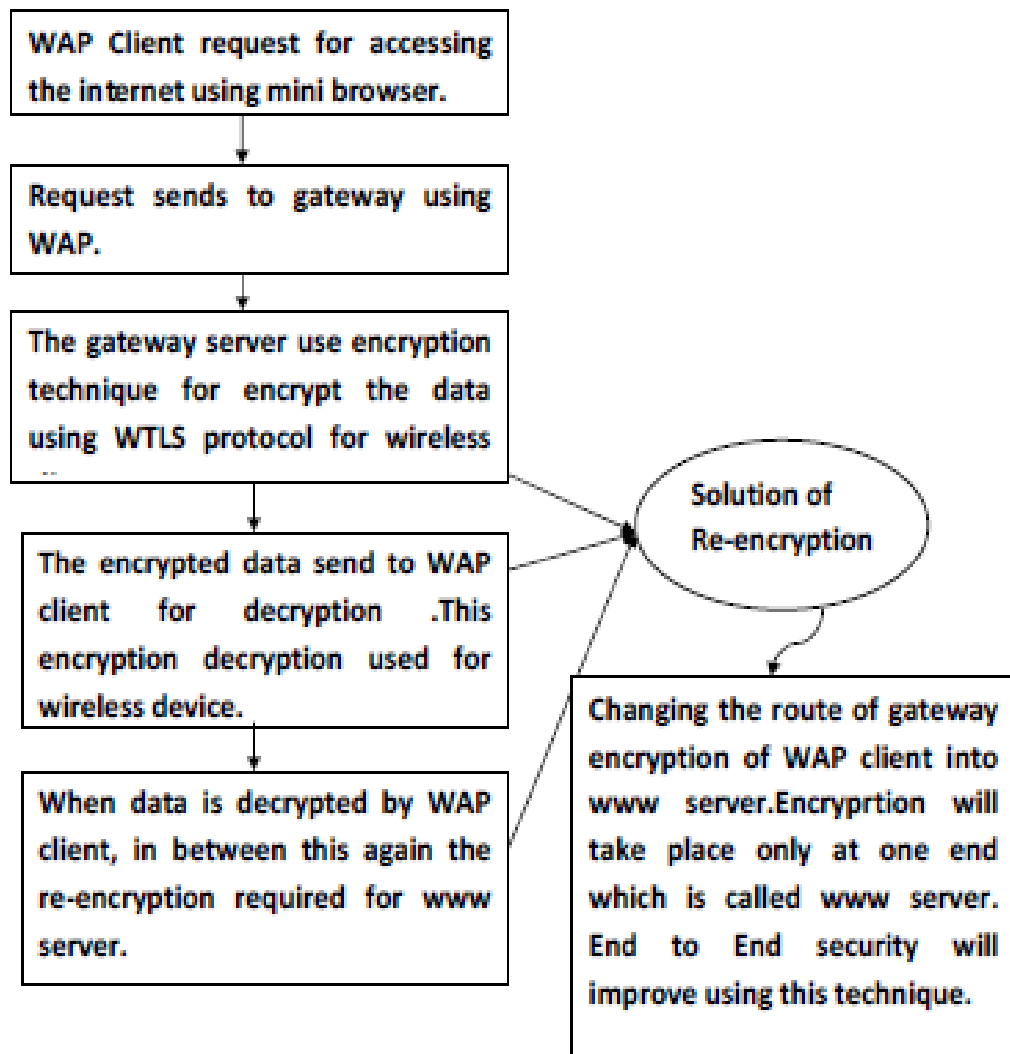 WAP Client request for accessing
the internet using mini browser.
Request sends to gateway using
WAP.
The gateway server use encryption
technique for encrypt the data
using WTLS protocol for wireless
The encrypted data send to WAP
client for decryption .This
encryption decryption used for
wireless device.
When data is decrypted by WAP
client, in between this again the
re-encryption required for www
server.
Solution of
Re-encryption
Changing the route of gateway
encryption of WAP client into
www server.Encryprtion will
take place only at one end
which is called www server.
End to End security will
improve using this technique.